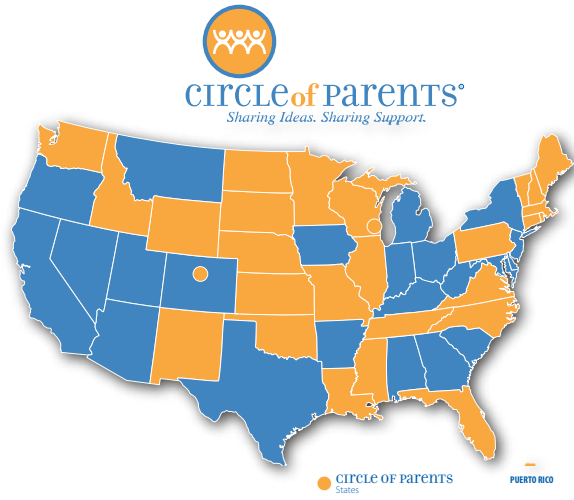 CIRCLE of PARENTS®
Sharing Ideas. Sharing Support.
CIRCLE OF PARENTS
States
PUERTO RICO